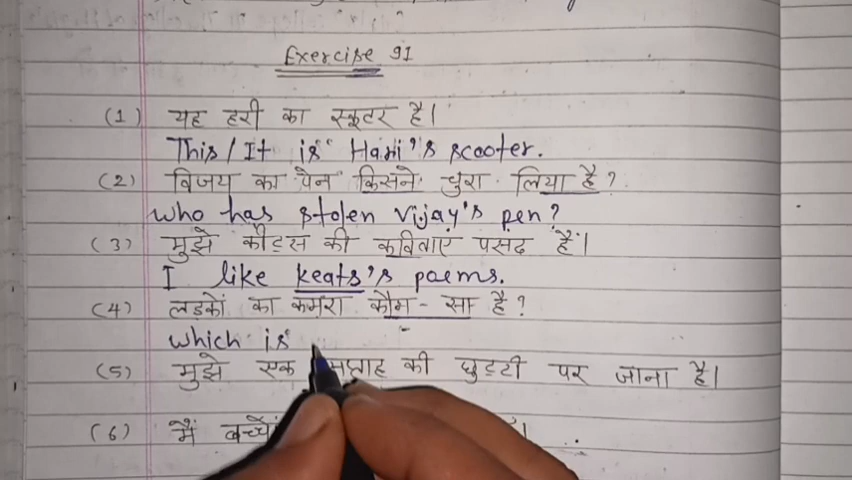 Exercise 91
(1) यह हरी का स्कूटर है।
This/It is Hari's scooter.
(2) विजय का पेन किसने चुरा लिया है?
Who has stolen Vijay's pen?
(3) मुझे कीट्स की कविताएं पसंद हैं।
I like keats's poems.
(4) लड़कों का कमरा कौन-सा है?
which is
(5) मुझे एक सप्ताह की छुट्टी पर जाना है।
(6) मैं